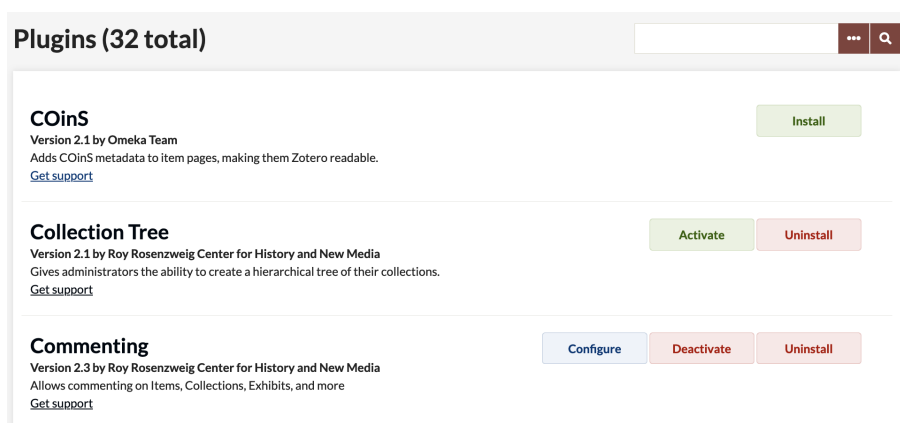 Plugins (32 total)
COinS
Install
Version 2.1 by Omeka Team
Adds COinS metadata to item pages, making them Zotero readable.
Get support
Collection Tree
Activate
Uninstall
Version 2.1 by Roy Rosenzweig Center for History and New Media
Gives administrators the ability to create a hierarchical tree of their collections.
Get support
Commenting
Configure
Deactivate
Uninstall
Version 2.3 by Roy Rosenzweig Center for History and New Media
Allows commenting on Items, Collections, Exhibits, and more
Get support